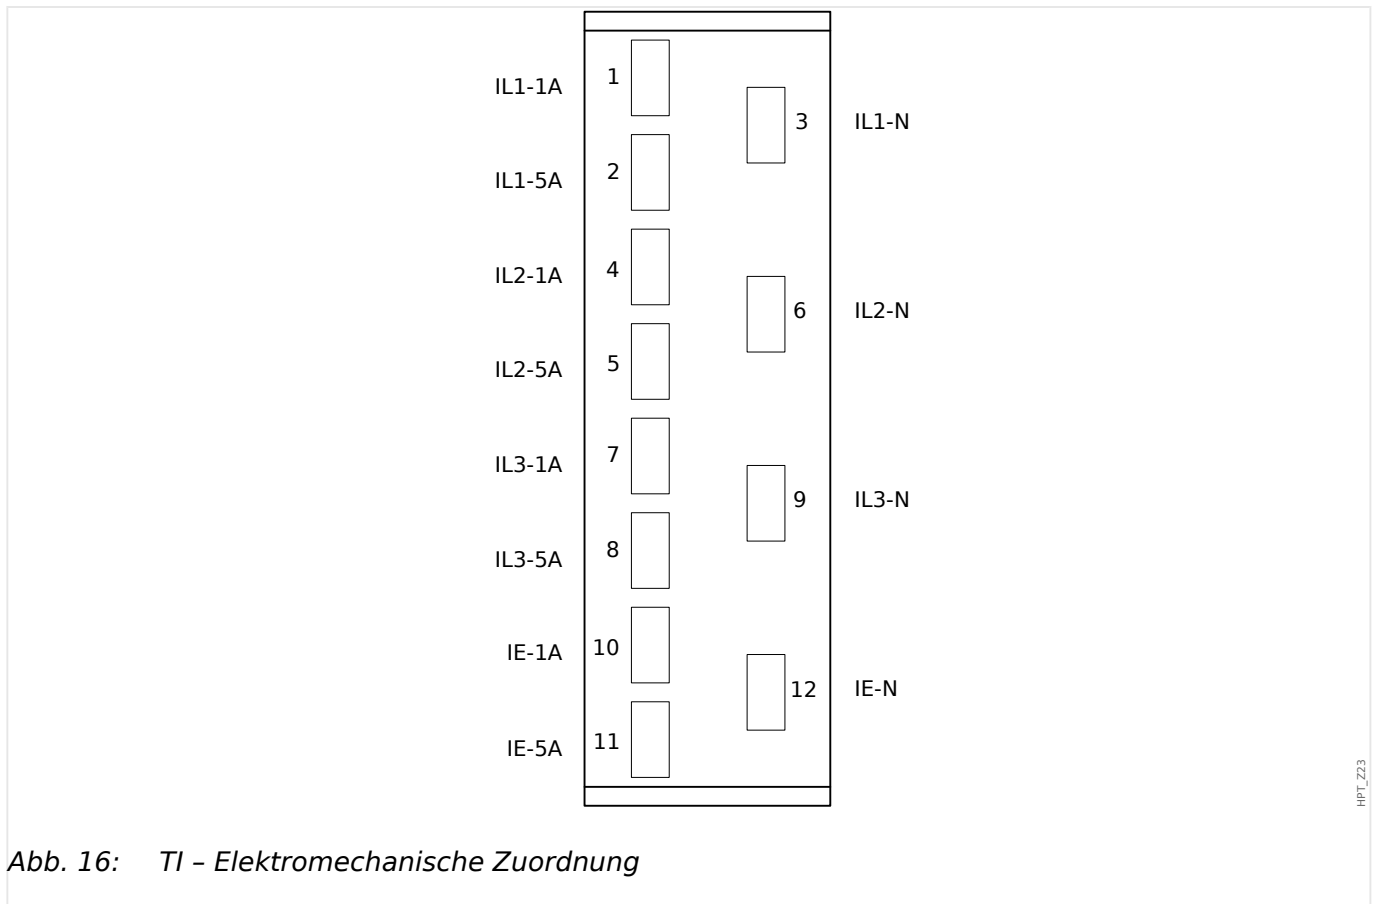 IL1-1A 1
3 IL1-N
IL1-5A 2
IL2-1A 4
6 IL2-N
IL2-5A 5
IL3-1A 7
9 IL3-N
IL3-5A 8
IE-1A 10
12 IE-N
IE-5A 11
HPT_Z23
Abb. 16: TI – Elektromechanische Zuordnung